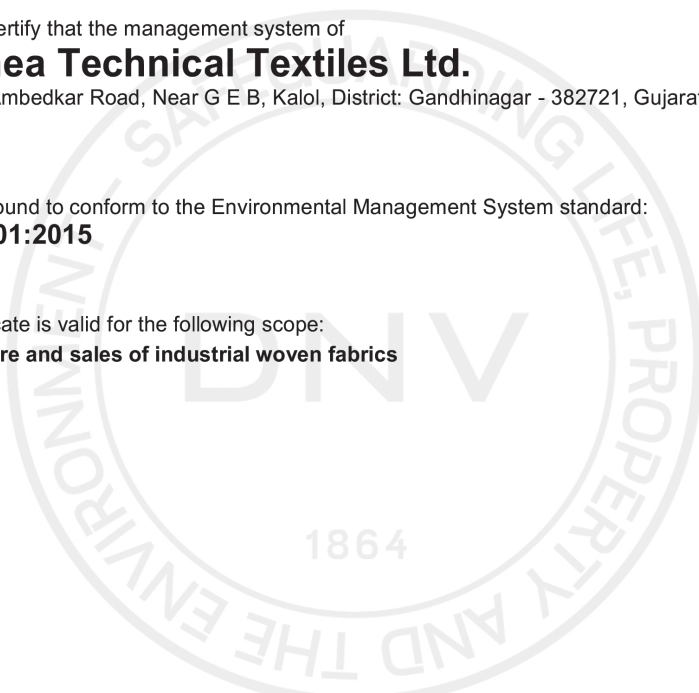 ertify that the management system of
ea Technical Textiles Ltd.
mbedkar Road, Near G E B, Kalol, District: Gandhinagar - 382721, Gujarat
ound to conform to the Environmental Management System standard:
01:2015
ate is valid for the following scope:
re and sales of industrial woven fabrics
SAFEGUARDING LIFE, PROPERTY AND THE ENVIRONMENT
DNV
1864